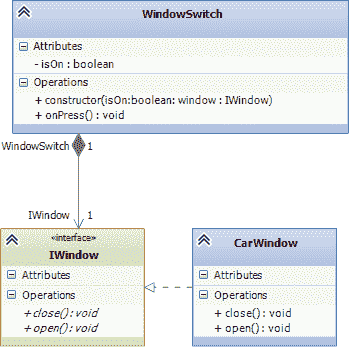 WindowSwitch
Attributes
- isOn : boolean
Operations
+ constructor(isOn:boolean: window : IWindow)
+ onPress() : void
WindowSwitch 1
IWindow 1
«interface»
IWindow
Attributes
Operations
+ close() : void
+ open() : void
CarWindow
Attributes
Operations
+ close() : void
+ open() : void